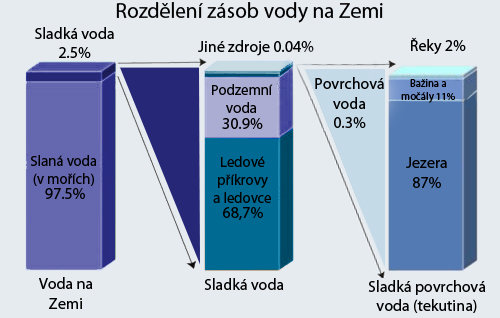 Rozdělení zásob vody na Zemi
Sladká voda
2.5%
Slaná voda
(v mořích)
97.5%
Voda na
Zemi
Jiné zdroje 0.04%
Podzemní
voda
30.9%
Ledové
příkrovy
a ledovce
68,7%
Sladká voda
Povrchová
voda
0.3%
Řeky 2%
Bažina a
močály 11%
Jezera
87%
Sladká povrchová
voda (tekutina)